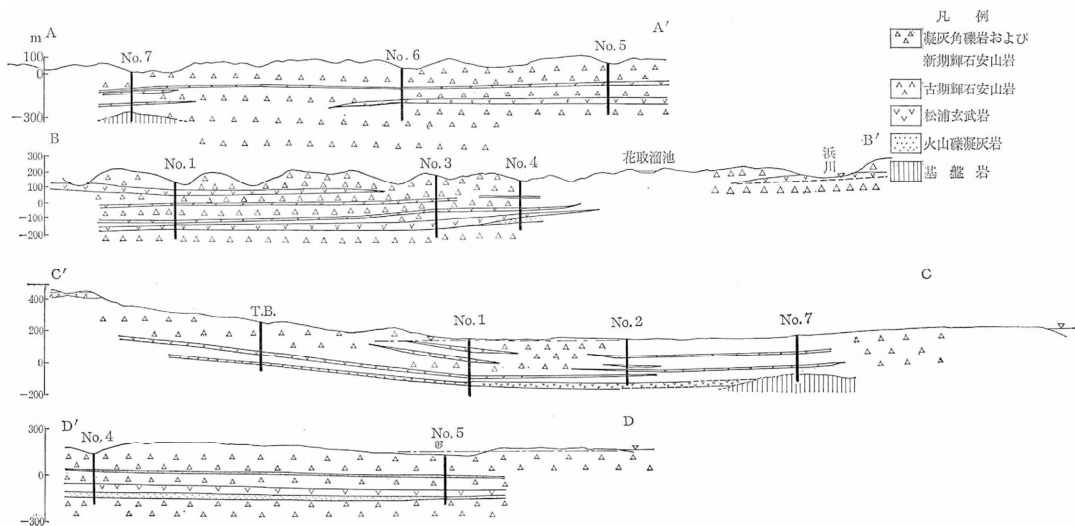 m A A'
No.7 No.6 No.5
100
0
−300
B B'
300
200
100
0
−100
−200
No.1 No.3 No.4 花取溜池 浜川
C' C
400
200
0
−200
T.B. No.1 No.2 No.7
D' D
300
0
−300
No.4 No.5
凡 例
凝灰角礫岩および
新期輝石安山岩
古期輝石安山岩
松浦玄武岩
火山礫凝灰岩
基盤岩